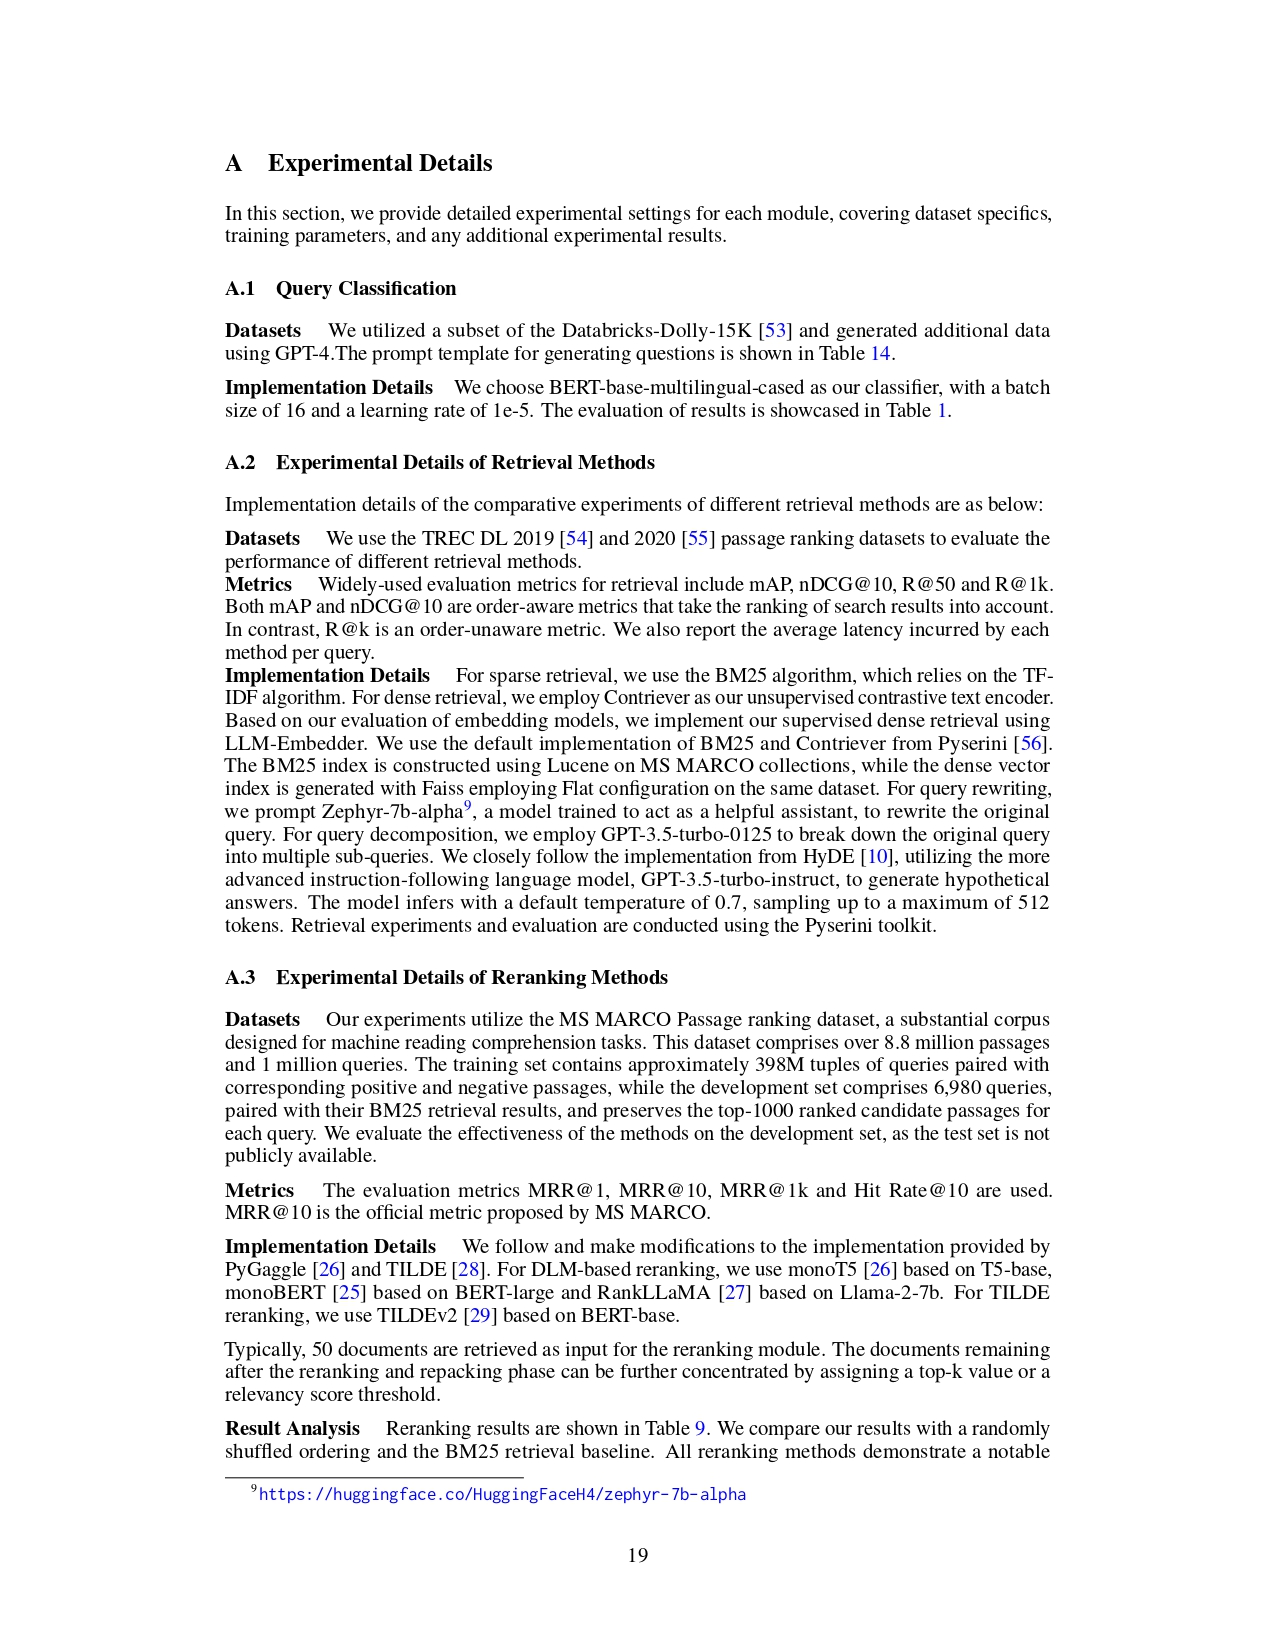 A Experimental Details
In this section, we provide detailed experimental settings for each module, covering dataset specifics,
training parameters, and any additional experimental results.
A.1 Query Classification
Datasets We utilized a subset of the Databricks-Dolly-15K [53] and generated additional data
using GPT-4.The prompt template for generating questions is shown in Table 14.
Implementation Details We choose BERT-base-multilingual-cased as our classifier, with a batch
size of 16 and a learning rate of 1e-5. The evaluation of results is showcased in Table 1.
A.2 Experimental Details of Retrieval Methods
Implementation details of the comparative experiments of different retrieval methods are as below:
Datasets We use the TREC DL 2019 [54] and 2020 [55] passage ranking datasets to evaluate the
performance of different retrieval methods.
Metrics Widely-used evaluation metrics for retrieval include mAP, nDCG@10, R@50 and R@1k.
Both mAP and nDCG@10 are order-aware metrics that take the ranking of search results into account.
In contrast, R@k is an order-unaware metric. We also report the average latency incurred by each
method per query.
Implementation Details For sparse retrieval, we use the BM25 algorithm, which relies on the TF-
IDF algorithm. For dense retrieval, we employ Contriever as our unsupervised contrastive text encoder.
Based on our evaluation of embedding models, we implement our supervised dense retrieval using
LLM-Embedder. We use the default implementation of BM25 and Contriever from Pyserini [56].
The BM25 index is constructed using Lucene on MS MARCO collections, while the dense vector
index is generated with Faiss employing Flat configuration on the same dataset. For query rewriting,
we prompt Zephyr-7b-alpha⁹, a model trained to act as a helpful assistant, to rewrite the original
query. For query decomposition, we employ GPT-3.5-turbo-0125 to break down the original query
into multiple sub-queries. We closely follow the implementation from HyDE [10], utilizing the more
advanced instruction-following language model, GPT-3.5-turbo-instruct, to generate hypothetical
answers. The model infers with a default temperature of 0.7, sampling up to a maximum of 512
tokens. Retrieval experiments and evaluation are conducted using the Pyserini toolkit.
A.3 Experimental Details of Reranking Methods
Datasets Our experiments utilize the MS MARCO Passage ranking dataset, a substantial corpus
designed for machine reading comprehension tasks. This dataset comprises over 8.8 million passages
and 1 million queries. The training set contains approximately 398M tuples of queries paired with
corresponding positive and negative passages, while the development set comprises 6,980 queries,
paired with their BM25 retrieval results, and preserves the top-1000 ranked candidate passages for
each query. We evaluate the effectiveness of the methods on the development set, as the test set is not
publicly available.
Metrics The evaluation metrics MRR@1, MRR@10, MRR@1k and Hit Rate@10 are used.
MRR@10 is the official metric proposed by MS MARCO.
Implementation Details We follow and make modifications to the implementation provided by
PyGaggle [26] and TILDE [28]. For DLM-based reranking, we use monoT5 [26] based on T5-base,
monoBERT [25] based on BERT-large and RankLLaMA [27] based on Llama-2-7b. For TILDE
reranking, we use TILDEv2 [29] based on BERT-base.
Typically, 50 documents are retrieved as input for the reranking module. The documents remaining
after the reranking and repacking phase can be further concentrated by assigning a top-k value or a
relevancy score threshold.
Result Analysis Reranking results are shown in Table 9. We compare our results with a randomly
shuffled ordering and the BM25 retrieval baseline. All reranking methods demonstrate a notable
⁹https://huggingface.co/HuggingFaceH4/zephyr-7b-alpha
19